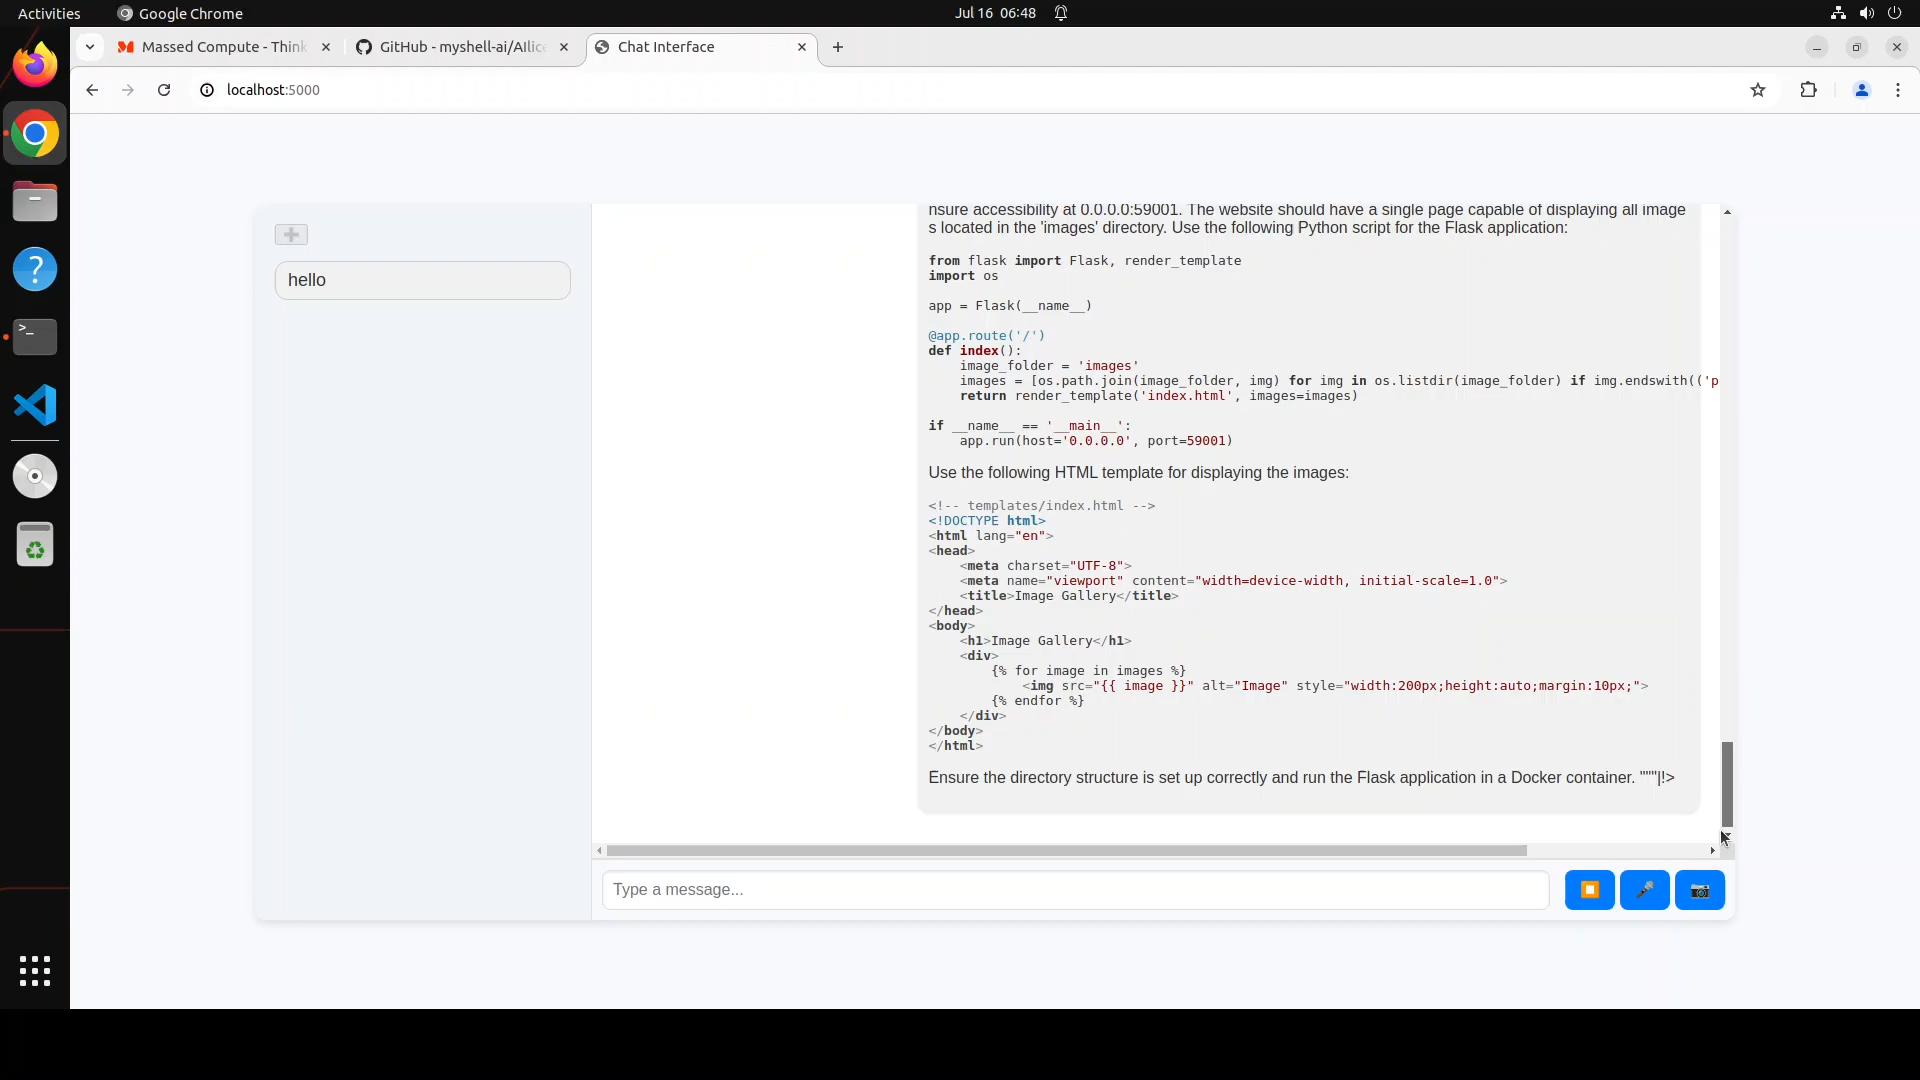 Activities
Google Chrome
Jul 16 06:48
Massed Compute - Think
GitHub - myshell-ai/AIlice
Chat Interface
localhost:5000
hello
nsure accessibility at 0.0.0.0:59001. The website should have a single page capable of displaying all image
s located in the 'images' directory. Use the following Python script for the Flask application:
from flask import Flask, render_template
import os
app = Flask(__name__)
@app.route('/')
def index():
    image_folder = 'images'
    images = [os.path.join(image_folder, img) for img in os.listdir(image_folder) if img.endswith(('p
    return render_template('index.html', images=images)
if __name__ == '__main__':
    app.run(host='0.0.0.0', port=59001)
Use the following HTML template for displaying the images:
<!-- templates/index.html -->
<!DOCTYPE html>
<html lang="en">
<head>
    <meta charset="UTF-8">
    <meta name="viewport" content="width=device-width, initial-scale=1.0">
    <title>Image Gallery</title>
</head>
<body>
    <h1>Image Gallery</h1>
    <div>
        {% for image in images %}
            <img src="{{ image }}" alt="Image" style="width:200px;height:auto;margin:10px;">
        {% endfor %}
    </div>
</body>
</html>
Ensure the directory structure is set up correctly and run the Flask application in a Docker container. """|!>
Type a message...